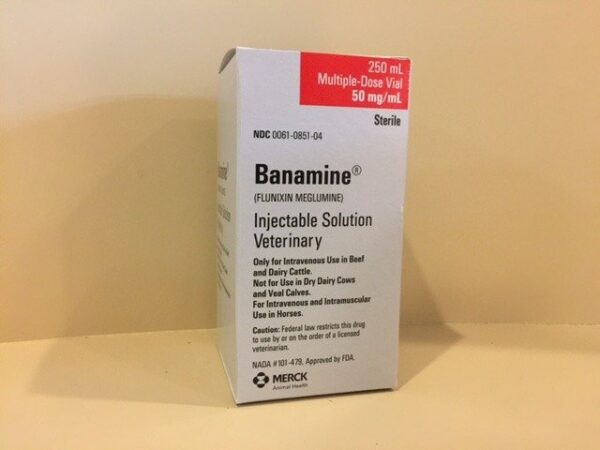 250 mL
Multiple-Dose Vial
50 mg/mL
Sterile
NDC 0061-0851-04
Banamine®
(FLUNIXIN MEGLUMINE)
Injectable Solution
Veterinary
Only for Intravenous Use in Beef
and Dairy Cattle.
Not for Use in Dry Dairy Cows
and Veal Calves.
For Intravenous and Intramuscular
Use in Horses.
Caution: Federal law restricts this drug
to use by or on the order of a licensed
veterinarian.
NADA #101-479, Approved by FDA.
MERCK
Animal Health